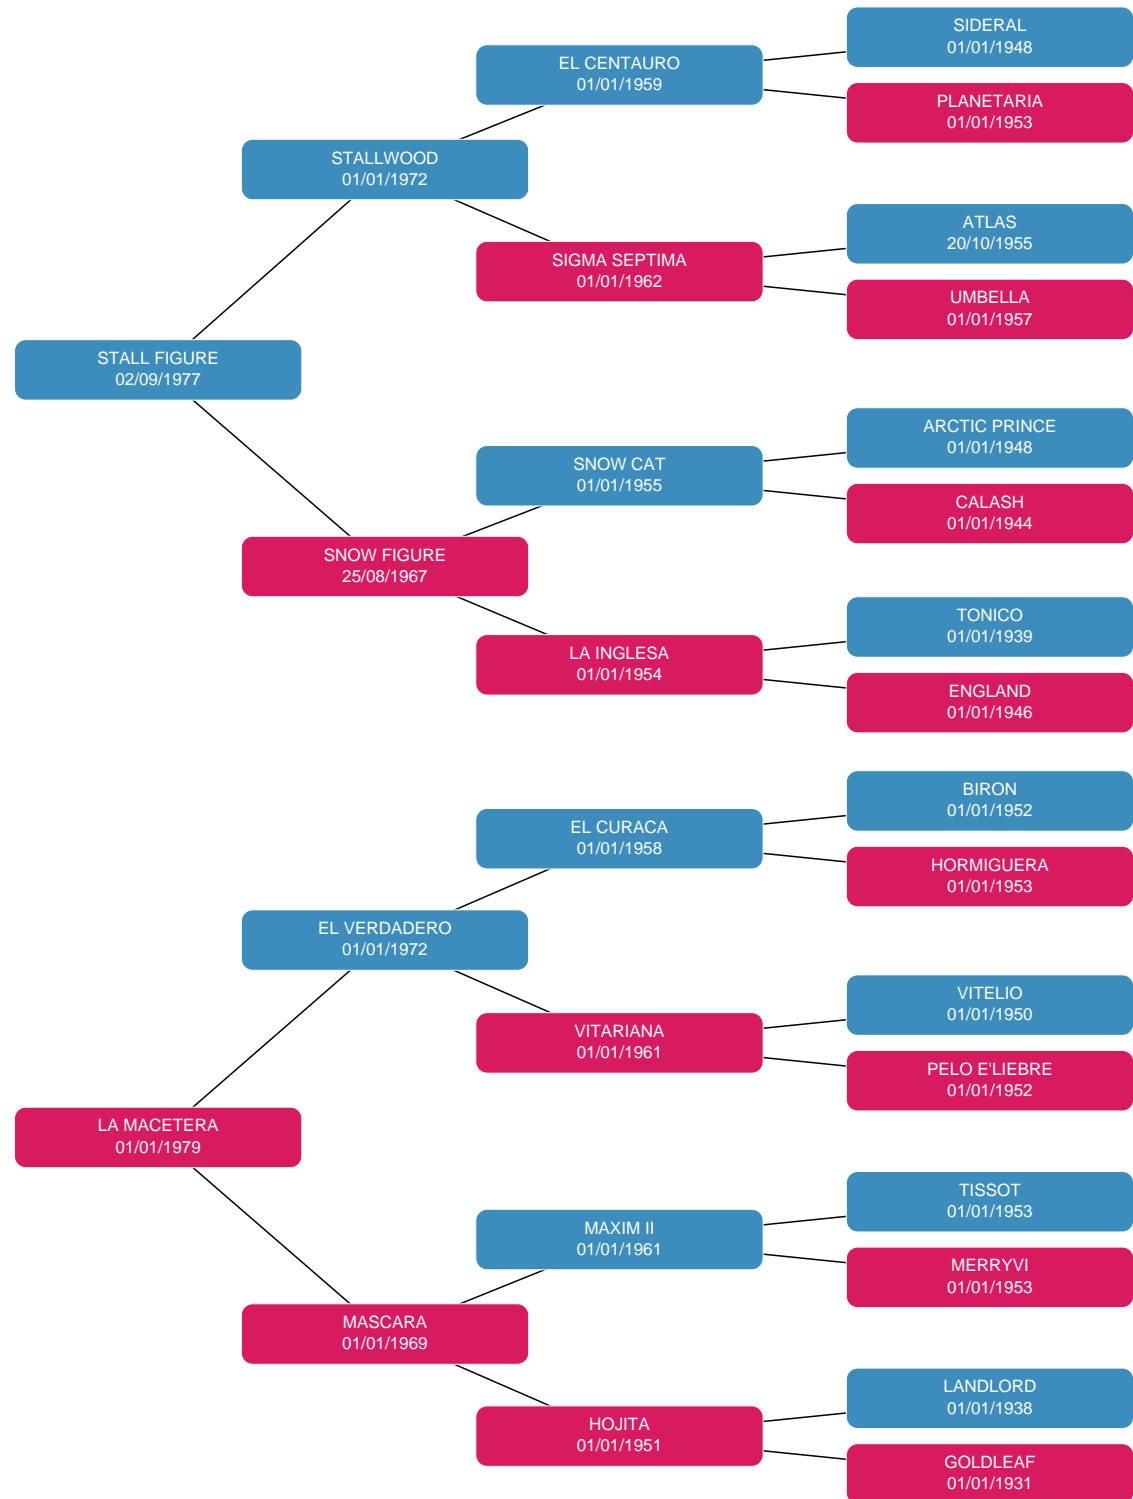 SIDERAL
01/01/1948
EL CENTAURO
01/01/1959
PLANETARIA
01/01/1953
STALLWOOD
01/01/1972
ATLAS
20/10/1955
SIGMA SEPTIMA
01/01/1962
UMBELLA
01/01/1957
STALL FIGURE
02/09/1977
ARCTIC PRINCE
01/01/1948
SNOW CAT
01/01/1955
CALASH
01/01/1944
SNOW FIGURE
25/08/1967
TONICO
01/01/1939
LA INGLESA
01/01/1954
ENGLAND
01/01/1946
BIRON
01/01/1952
EL CURACA
01/01/1958
HORMIGUERA
01/01/1953
EL VERDADERO
01/01/1972
VITELIO
01/01/1950
VITARIANA
01/01/1961
PELO E'LIEBRE
01/01/1952
LA MACETERA
01/01/1979
TISSOT
01/01/1953
MAXIM II
01/01/1961
MERRYVI
01/01/1953
MASCARA
01/01/1969
LANDLORD
01/01/1938
HOJITA
01/01/1951
GOLDLEAF
01/01/1931